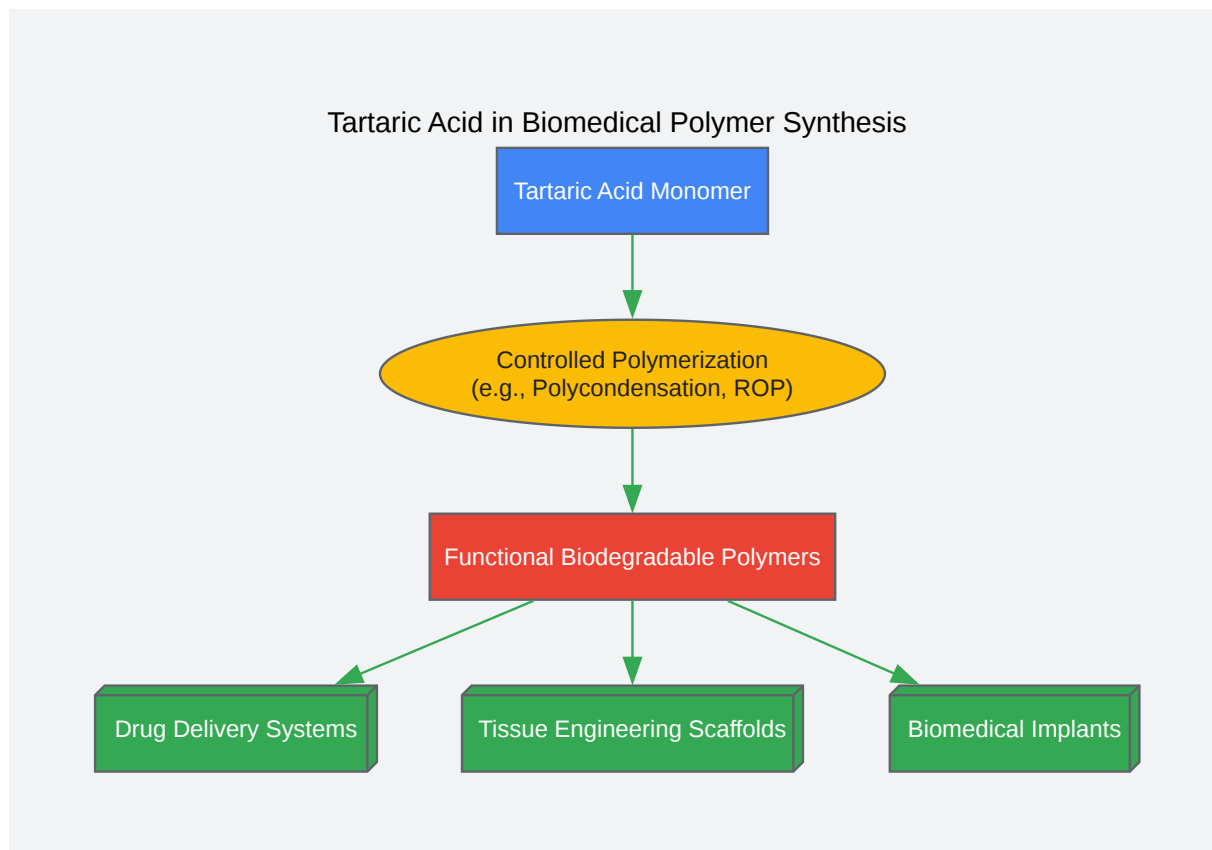 Tartaric Acid in Biomedical Polymer Synthesis
Tartaric Acid Monomer
Controlled Polymerization
(e.g., Polycondensation, ROP)
Functional Biodegradable Polymers
Drug Delivery Systems
Tissue Engineering Scaffolds
Biomedical Implants